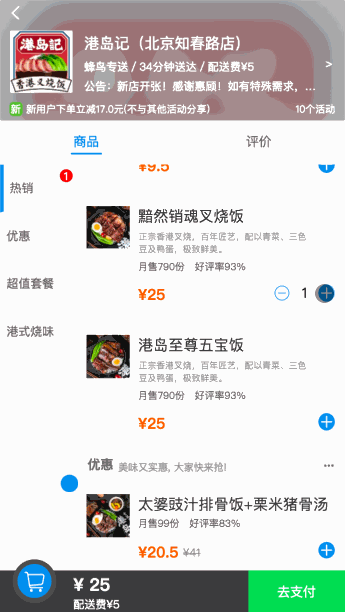 港岛记
香港叉烧饭
港岛记（北京知春路店）
蜂鸟专送 / 34分钟送达 / 配送费¥5
>
公告：新店开张！感谢惠顾！如有特殊需求，...
新 新用户下单立减17.0元(不与其他活动分享)
10个活动
商品
评价
热销
1
优惠
超值套餐
港式烧味
¥9.5
黯然销魂叉烧饭
正宗香港叉烧，百年匠艺，配以青菜、三色
豆及鸭蛋，极致鲜美。
月售790份 好评率93%
¥25
1
港岛至尊五宝饭
正宗香港叉烧，百年匠艺，配以青菜、三色
豆及鸭蛋，极致鲜美。
月售790份 好评率93%
¥25
优惠 美味又实惠, 大家快来抢!
太婆豉汁排骨饭+栗米猪骨汤
月售99份 好评率83%
¥20.5 ¥41
¥ 25
配送费¥5
去支付